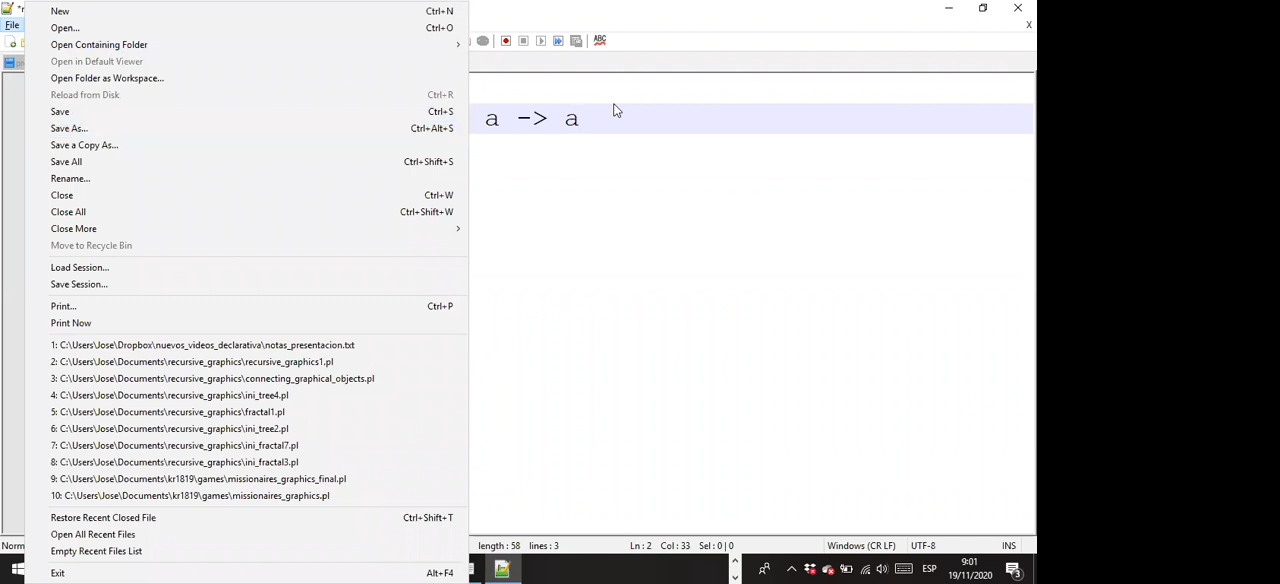 File
New Ctrl+N
Open... Ctrl+O
Open Containing Folder
Open in Default Viewer
Open Folder as Workspace...
Reload from Disk Ctrl+R
Save Ctrl+S
Save As... Ctrl+Alt+S
Save a Copy As...
Save All Ctrl+Shift+S
Rename...
Close Ctrl+W
Close All Ctrl+Shift+W
Close More
Move to Recycle Bin
Load Session...
Save Session...
Print... Ctrl+P
Print Now
1: C:\Users\Jose\Dropbox\nuevos_videos_declarativa\notas_presentacion.txt
2: C:\Users\Jose\Documents\recursive_graphics\recursive_graphics1.pl
3: C:\Users\Jose\Documents\recursive_graphics\connecting_graphical_objects.pl
4: C:\Users\Jose\Documents\recursive_graphics\ini_tree4.pl
5: C:\Users\Jose\Documents\recursive_graphics\fractal1.pl
6: C:\Users\Jose\Documents\recursive_graphics\ini_tree2.pl
7: C:\Users\Jose\Documents\recursive_graphics\ini_fractal7.pl
8: C:\Users\Jose\Documents\recursive_graphics\ini_fractal3.pl
9: C:\Users\Jose\Documents\kr1819\games\missionaires_graphics_final.pl
10: C:\Users\Jose\Documents\kr1819\games\missionaires_graphics.pl
Restore Recent Closed File Ctrl+Shift+T
Open All Recent Files
Empty Recent Files List
Exit Alt+F4
X
ABC
a -> a
Norm
length : 58 lines : 3 Ln : 2 Col : 33 Sel : 0 | 0 Windows (CR LF) UTF-8 INS
ESP
9:01
19/11/2020
3